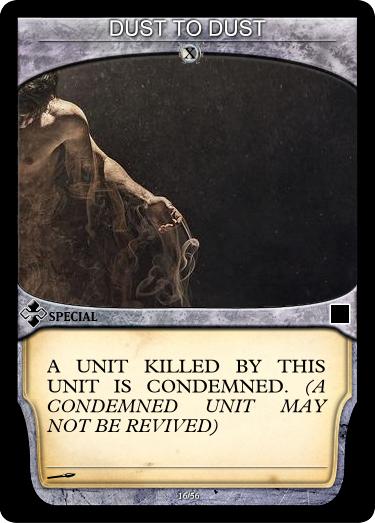 DUST TO DUST
X
SPECIAL
A UNIT KILLED BY THIS
UNIT IS CONDEMNED. (A
CONDEMNED UNIT MAY
NOT BE REVIVED)
16/56